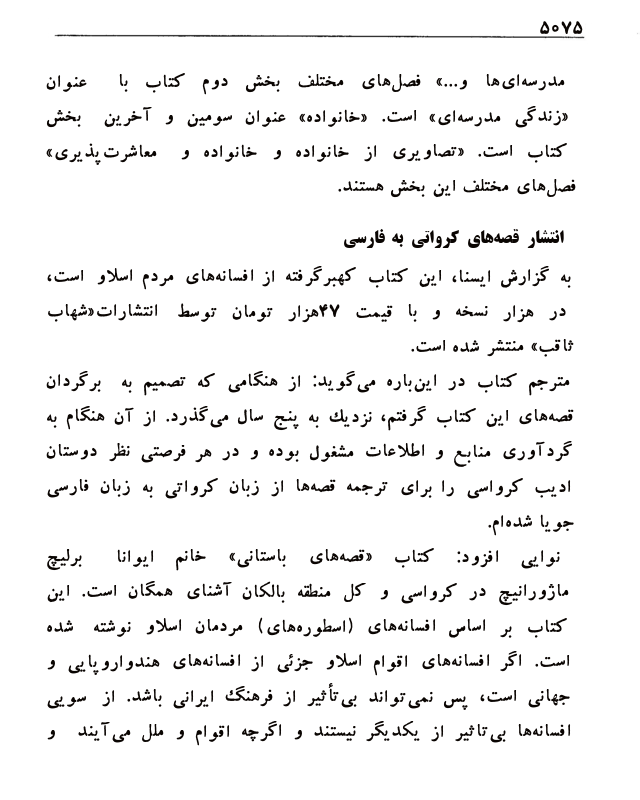 ۵۰۷۵
مدرسه‌ای‌ها و...» فصل‌های مختلف بخش دوم کتاب با عنوان
«زندگی مدرسه‌ای» است. «خانواده» عنوان سومین و آخرین بخش
کتاب است. «تصاویری از خانواده و خانواده و معاشرت‌پذیری»
فصل‌های مختلف این بخش هستند.
انتشار قصه‌های کرواتی به فارسی
به گزارش ایسنا، این کتاب کهبرگرفته از افسانه‌های مردم اسلاو است،
در هزار نسخه و با قیمت ۴۷هزار تومان توسط انتشارات«شهاب
ثاقب» منتشر شده است.
مترجم کتاب در این‌باره می‌گوید: از هنگامی که تصمیم به برگردان
قصه‌های این کتاب گرفتم، نزدیك به پنج سال می‌گذرد. از آن هنگام به
گردآوری منابع و اطلاعات مشغول بوده و در هر فرصتی نظر دوستان
ادیب کرواسی را برای ترجمه قصه‌ها از زبان کرواتی به زبان فارسی
جویا شده‌ام.
نوایی افزود: کتاب «قصه‌های باستانی» خانم ایوانا برلیچ
ماژورانیچ در کرواسی و کل منطقه بالکان آشنای همگان است. این
کتاب بر اساس افسانه‌های (اسطوره‌های) مردمان اسلاو نوشته شده
است. اگر افسانه‌های اقوام اسلاو جزئی از افسانه‌های هندواروپایی و
جهانی است، پس نمی‌تواند بی‌تأثیر از فرهنگ ایرانی باشد. از سویی
افسانه‌ها بی‌تاثیر از یکدیگر نیستند و اگرچه اقوام و ملل می‌آیند و